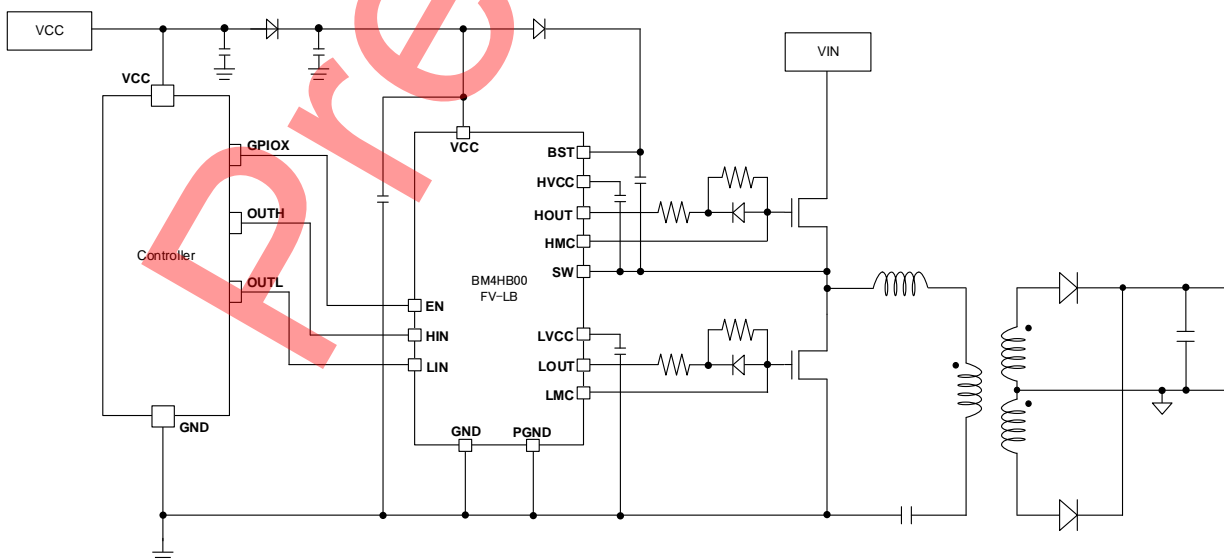 VCC
VIN
VCC
GPIOX
OUTH
Controller
OUTL
GND
VCC
BST
HVCC
HOUT
HMC
SW
BM4HB00
FV-LB
EN
HIN
LIN
LVCC
LOUT
LMC
GND
PGND
Pre